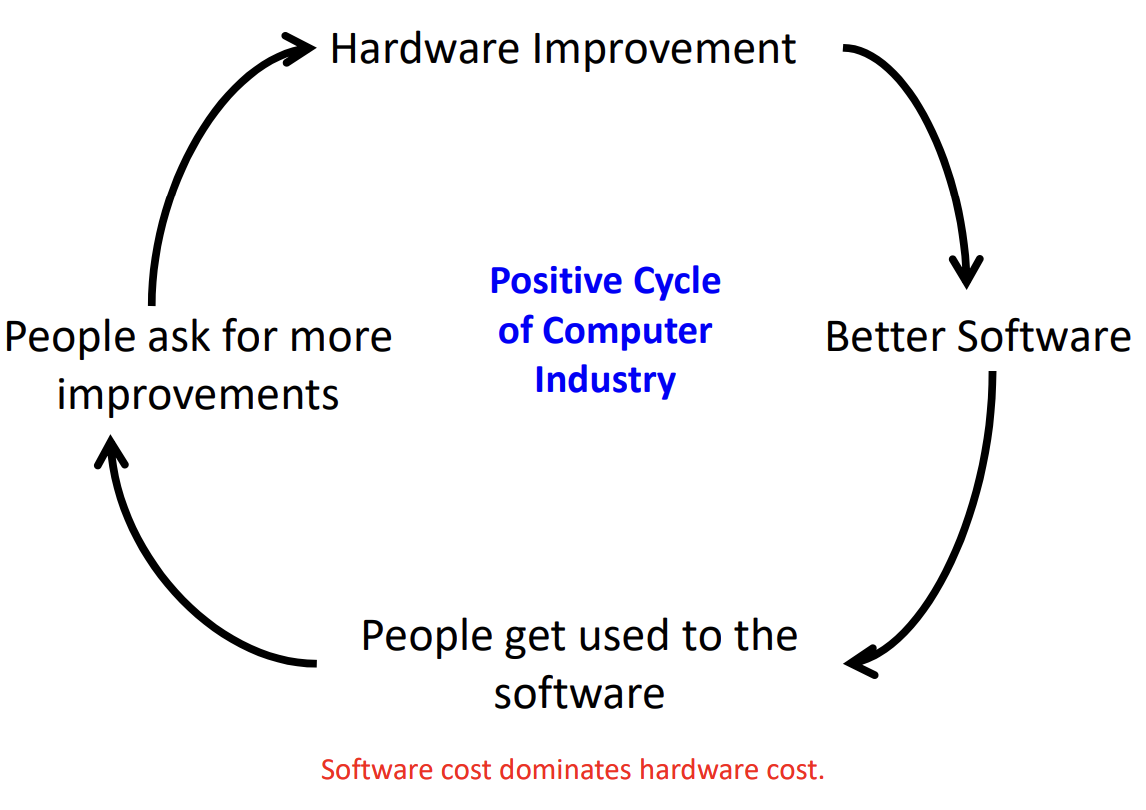 Hardware Improvement
Positive Cycle
of Computer
Industry
People ask for more
improvements
Better Software
People get used to the
software
Software cost dominates hardware cost.